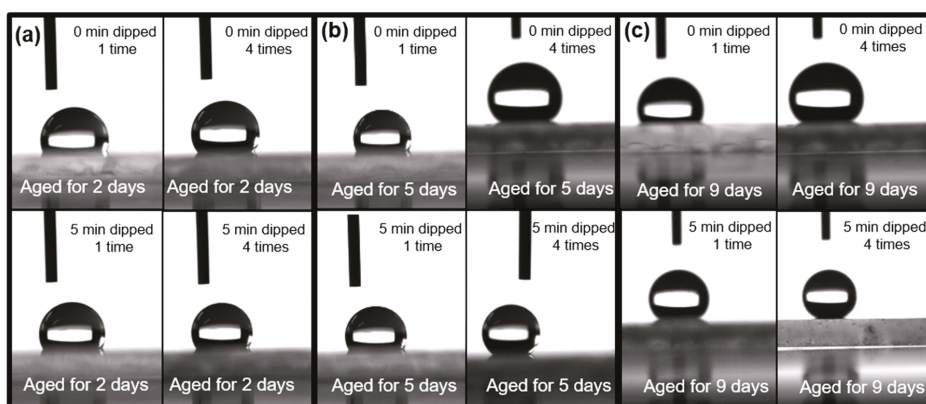 (a)
0 min dipped
1 time
Aged for 2 days
0 min dipped
4 times
Aged for 2 days
(b)
0 min dipped
1 time
Aged for 5 days
0 min dipped
4 times
Aged for 5 days
(c)
0 min dipped
1 time
Aged for 9 days
0 min dipped
4 times
Aged for 9 days
5 min dipped
1 time
Aged for 2 days
5 min dipped
4 times
Aged for 2 days
5 min dipped
1 time
Aged for 5 days
5 min dipped
4 times
Aged for 5 days
5 min dipped
1 time
Aged for 9 days
5 min dipped
4 times
Aged for 9 days